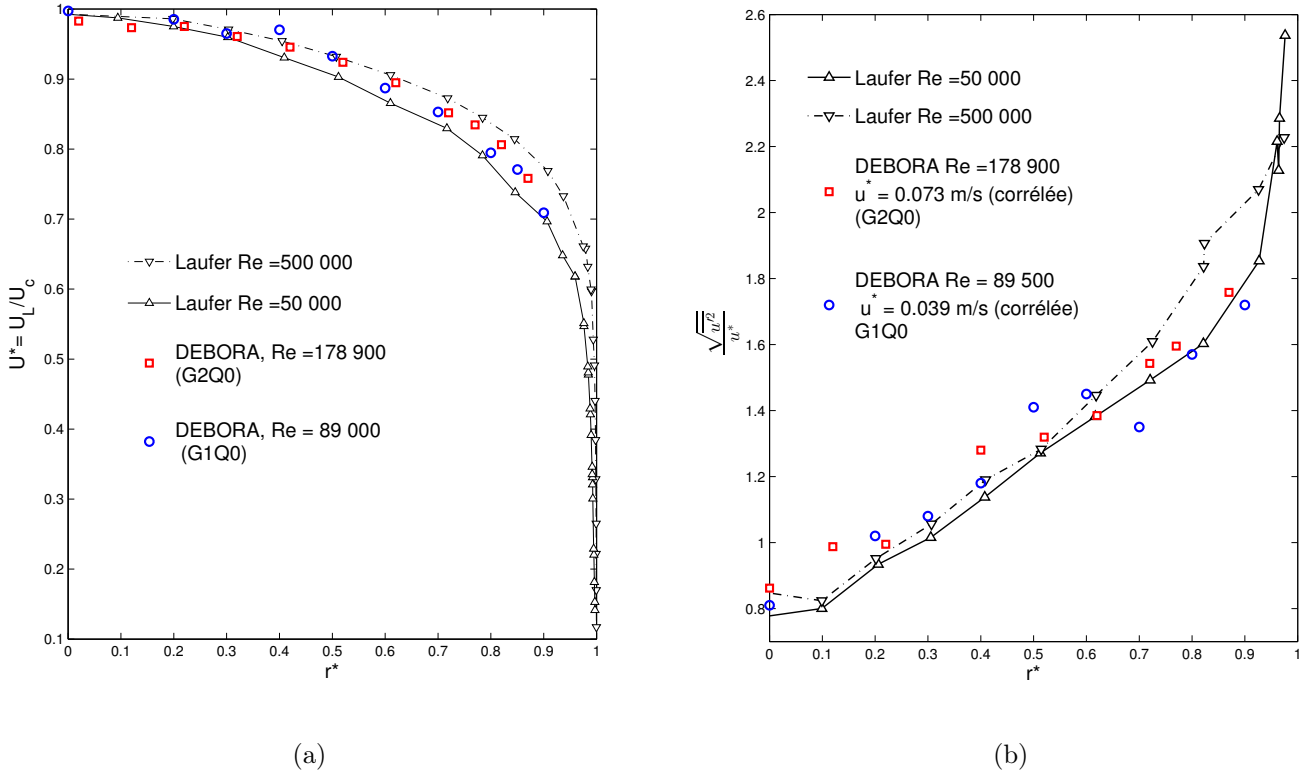 1
0.9
0.8
0.7
0.6
0.5
0.4
0.3
0.2
0.1
U* = U_L/U_c
Laufer Re =500 000
Laufer Re =50 000
DEBORA, Re =178 900
(G2Q0)
DEBORA, Re = 89 000
(G1Q0)
0 0.1 0.2 0.3 0.4 0.5 0.6 0.7 0.8 0.9 1
r*
(a)
2.6
2.4
2.2
2
1.8
1.6
1.4
1.2
1
0.8
√u'² / u*
Laufer Re =50 000
Laufer Re =500 000
DEBORA Re =178 900
u* = 0.073 m/s (corrélée)
(G2Q0)
DEBORA Re = 89 500
u* = 0.039 m/s (corrélée)
G1Q0
0 0.1 0.2 0.3 0.4 0.5 0.6 0.7 0.8 0.9 1
r*
(b)